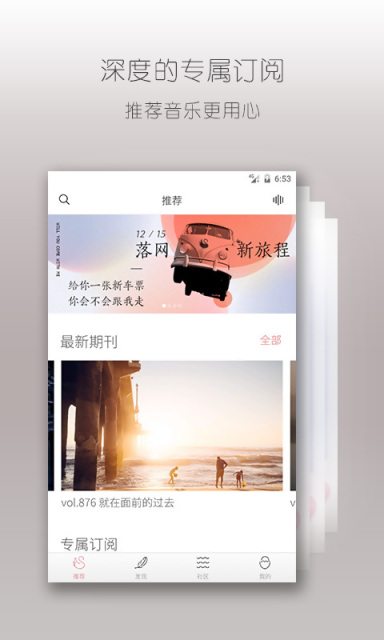 深度的专属订阅
推荐音乐更用心
4G 6:53
推荐
12 / 15
落网 新旅程
给你一张新车票
你会不会跟我走
最新期刊 全部
vol.876 就在面前的过去
专属订阅
推荐 发现 社区 我的